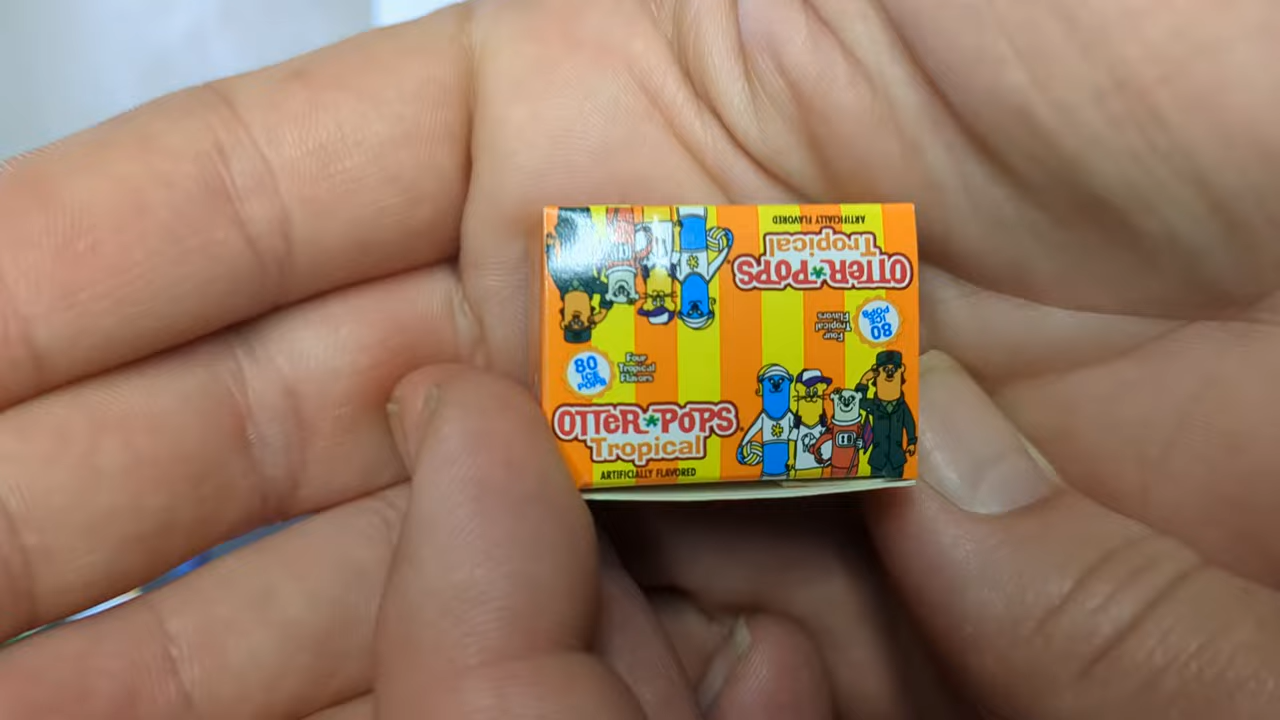 ARTIFICIALLY FLAVORED
Tropical
OTTER*POPS
80
ICE
POPS
Four
Tropical
Flavors
80
ICE
POPS
Four
Tropical
Flavors
OTTER*POPS
Tropical
ARTIFICIALLY FLAVORED